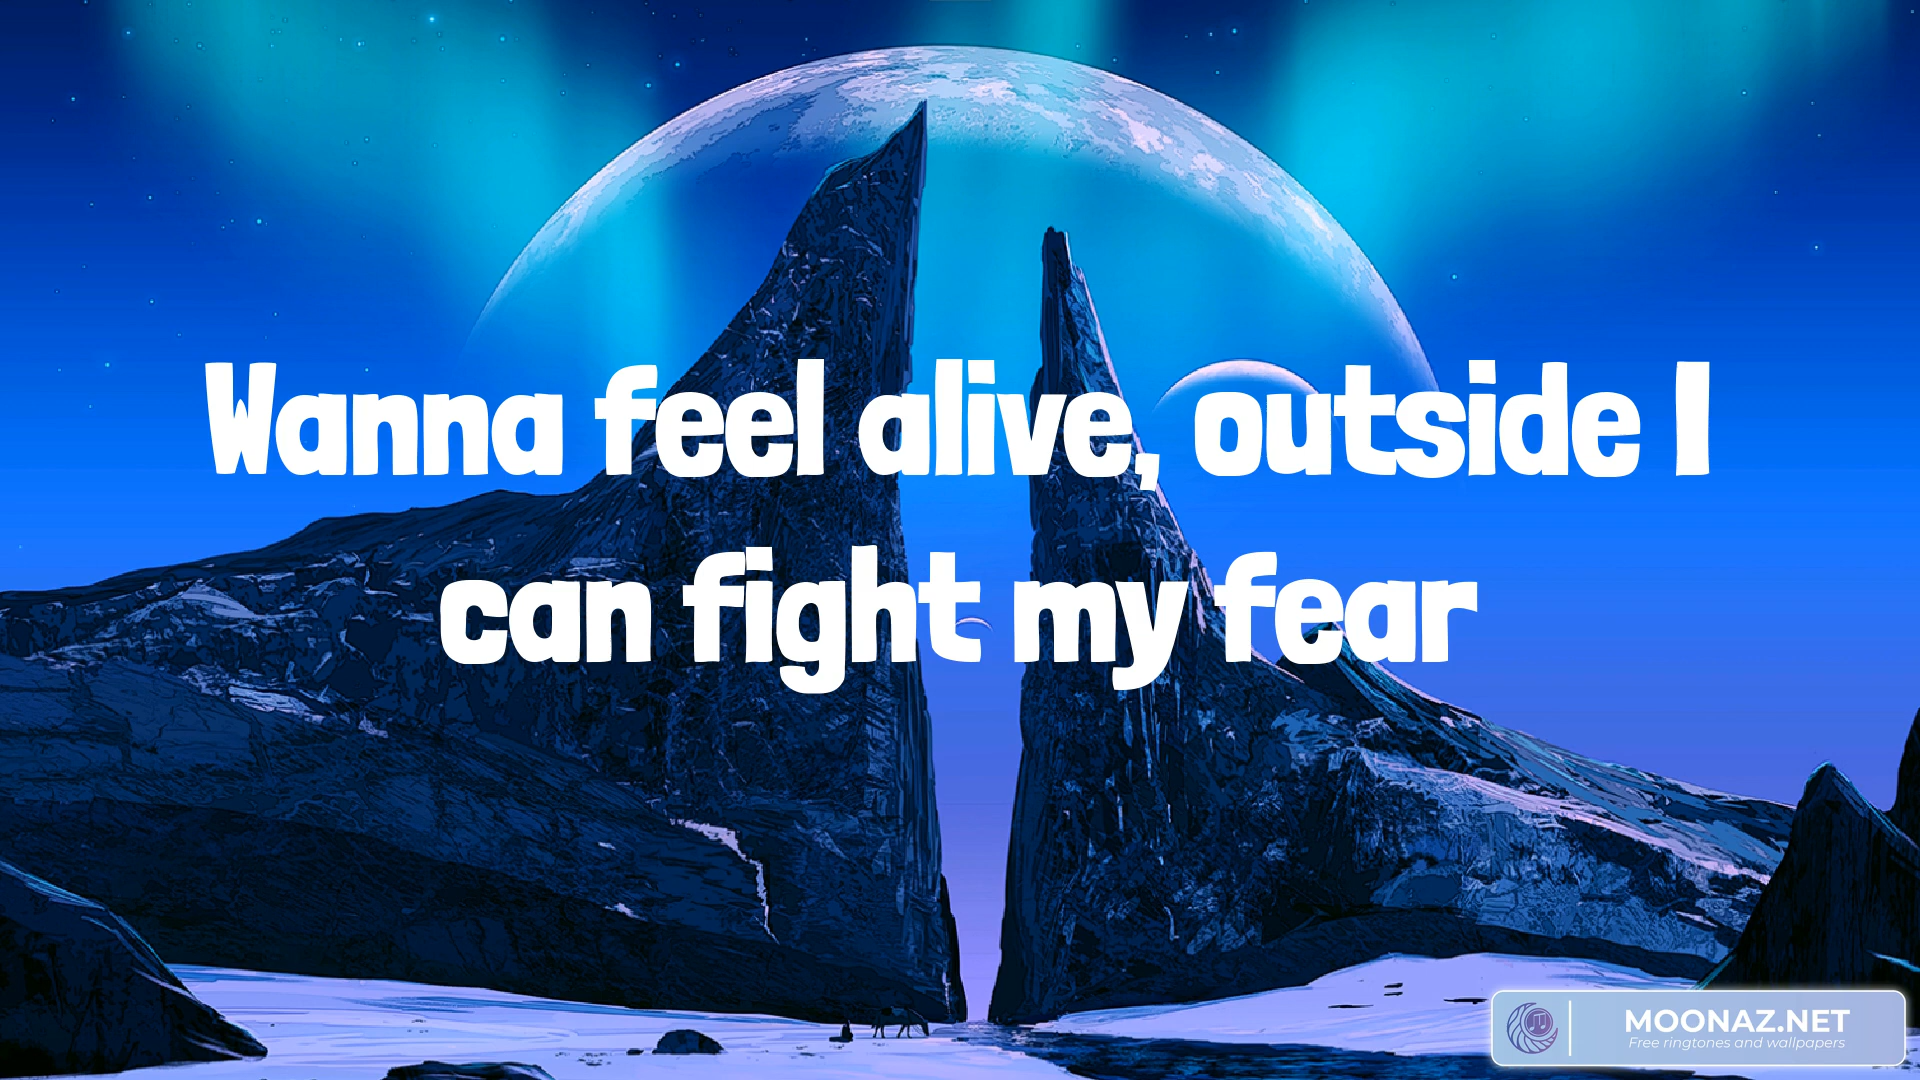 Wanna feel alive, outside I
can fight my fear
MOONAZ.NET
Free ringtones and wallpapers